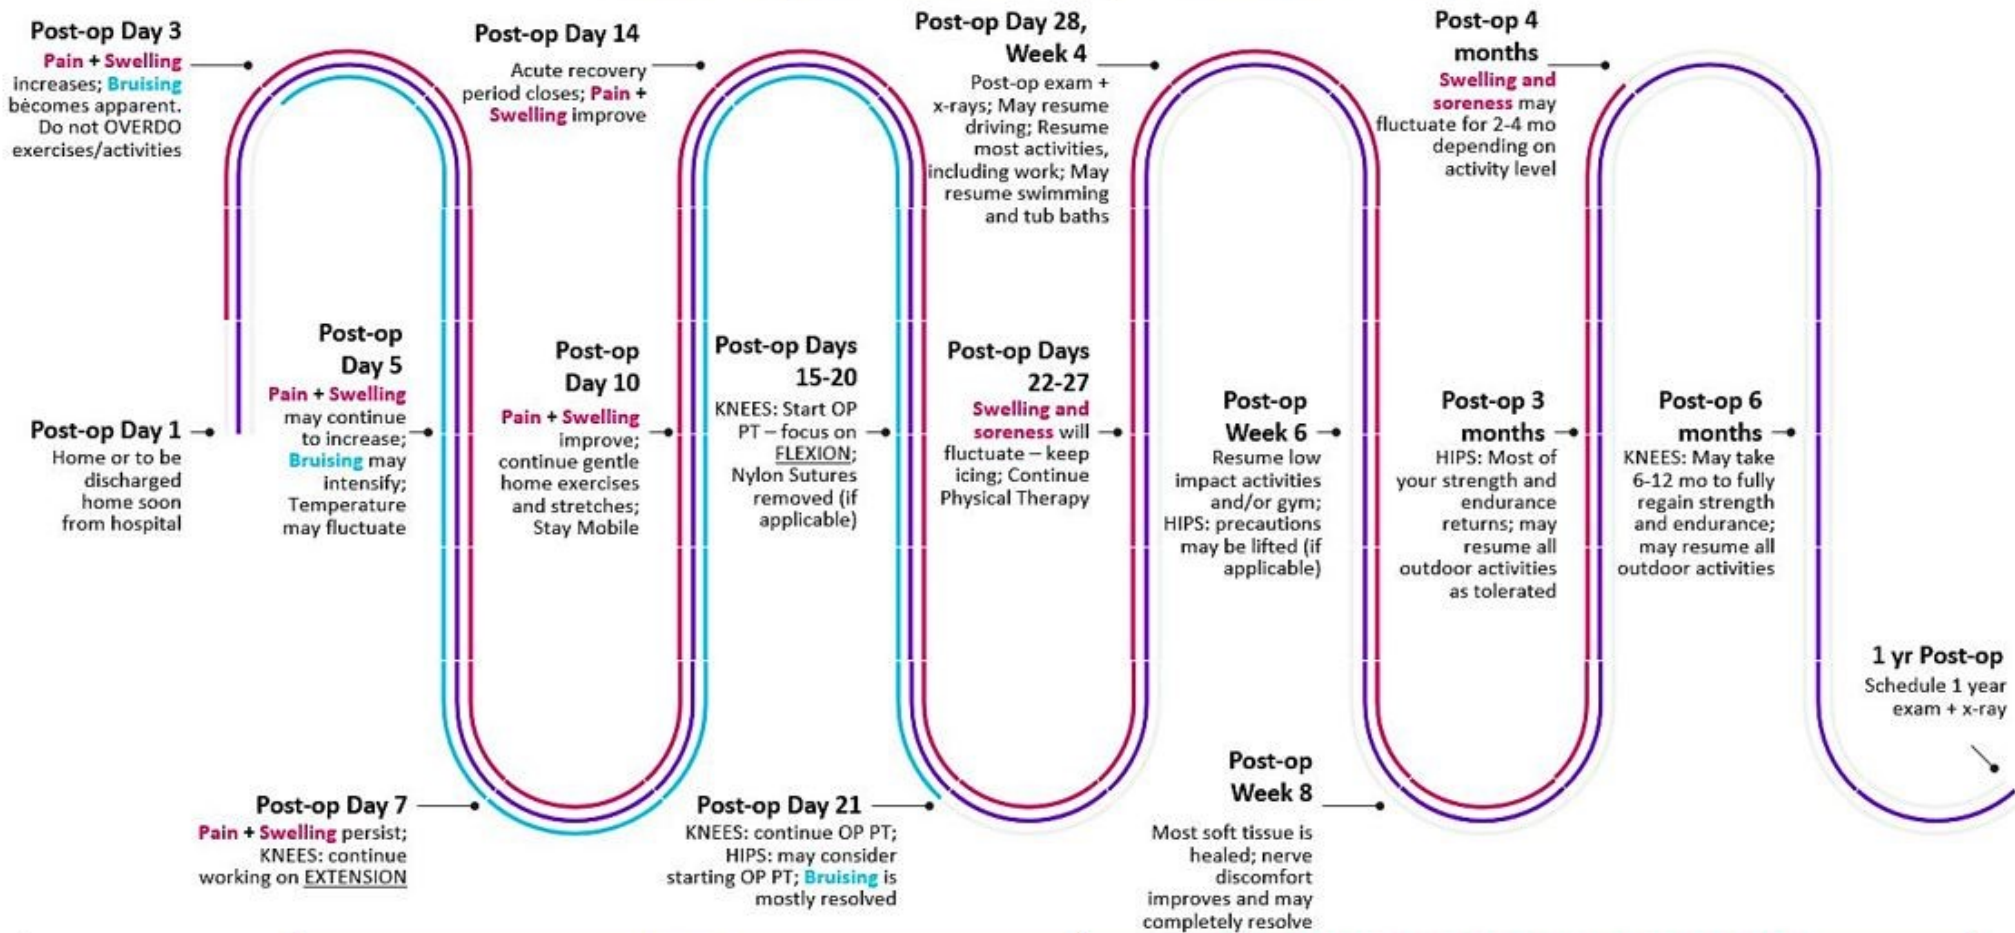 Post-op Day 3
Pain + Swelling
increases; Bruising
becomes apparent.
Do not OVERDO
exercises/activities
Post-op Day 1
Home or to be
discharged
home soon
from hospital
Post-op
Day 5
Pain + Swelling
may continue
to increase;
Bruising may
intensify;
Temperature
may fluctuate
Post-op Day 7
Pain + Swelling persist;
KNEES: continue
working on EXTENSION
Post-op Day 14
Acute recovery
period closes; Pain +
Swelling improve
Post-op
Day 10
Pain + Swelling
improve;
continue gentle
home exercises
and stretches;
Stay Mobile
Post-op Days
15-20
KNEES: Start OP
PT – focus on
FLEXION;
Nylon Sutures
removed (if
applicable)
Post-op Day 21
KNEES: continue OP PT;
HIPS: may consider
starting OP PT; Bruising is
mostly resolved
Post-op Day 28,
Week 4
Post-op exam +
x-rays; May resume
driving; Resume
most activities,
including work; May
resume swimming
and tub baths
Post-op Days
22-27
Swelling and
soreness will
fluctuate – keep
icing; Continue
Physical Therapy
Post-op
Week 6
Resume low
impact activities
and/or gym;
HIPS: precautions
may be lifted (if
applicable)
Post-op
Week 8
Most soft tissue is
healed; nerve
discomfort
improves and may
completely resolve
Post-op 4
months
Swelling and
soreness may
fluctuate for 2-4 mo
depending on
activity level
Post-op 3
months
HIPS: Most of
your strength and
endurance
returns; may
resume all
outdoor activities
as tolerated
Post-op 6
months
KNEES: May take
6-12 mo to fully
regain strength
and endurance;
may resume all
outdoor activities
1 yr Post-op
Schedule 1 year
exam + x-ray